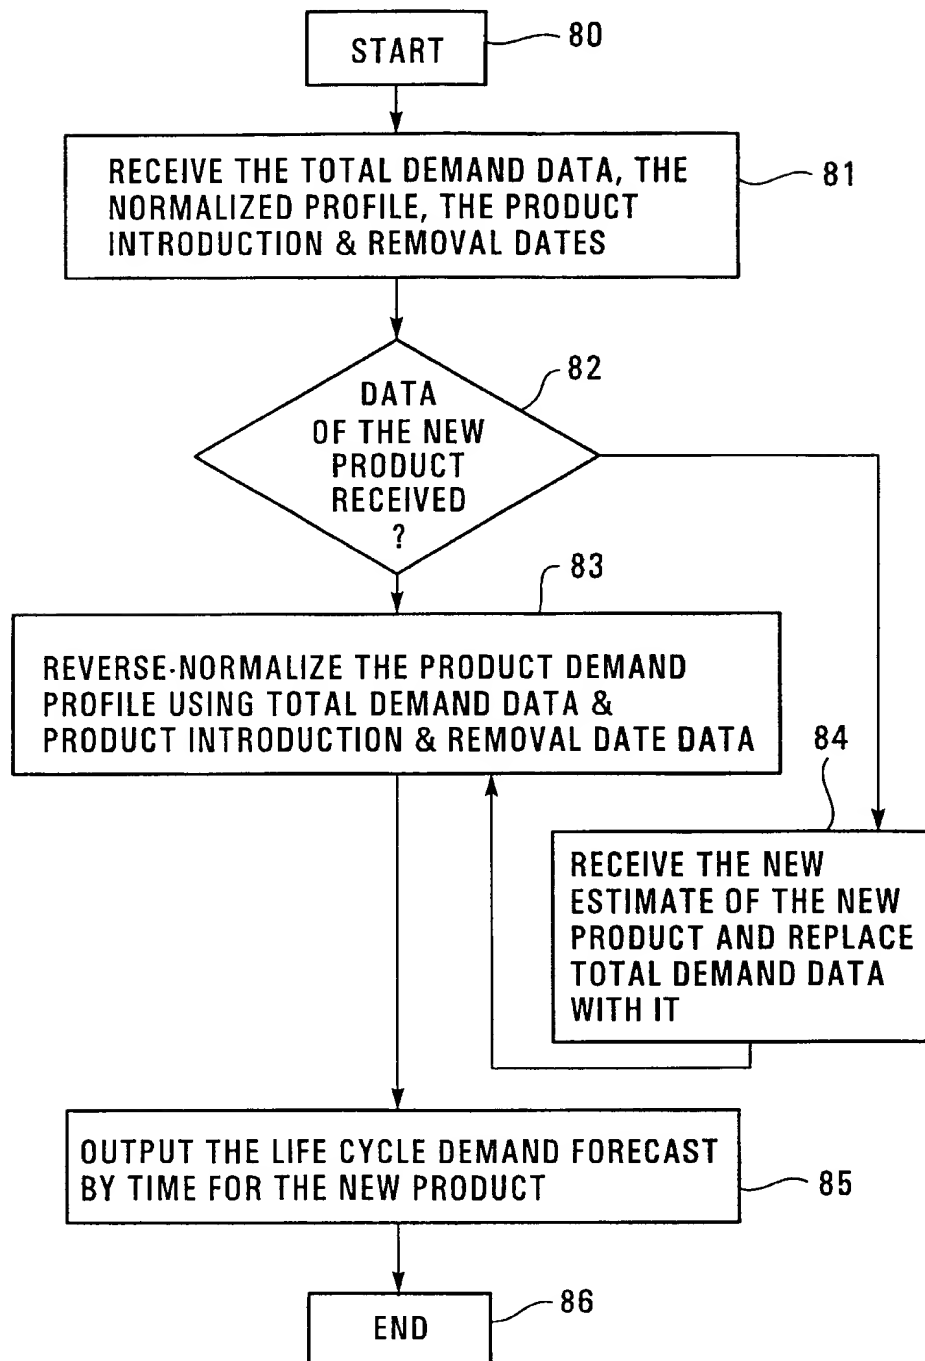 START
80
RECEIVE THE TOTAL DEMAND DATA, THE
NORMALIZED PROFILE, THE PRODUCT
INTRODUCTION & REMOVAL DATES
81
DATA
OF THE NEW
PRODUCT
RECEIVED
?
82
83
REVERSE-NORMALIZE THE PRODUCT DEMAND
PROFILE USING TOTAL DEMAND DATA &
PRODUCT INTRODUCTION & REMOVAL DATE DATA
84
RECEIVE THE NEW
ESTIMATE OF THE NEW
PRODUCT AND REPLACE
TOTAL DEMAND DATA
WITH IT
OUTPUT THE LIFE CYCLE DEMAND FORECAST
BY TIME FOR THE NEW PRODUCT
85
END
86